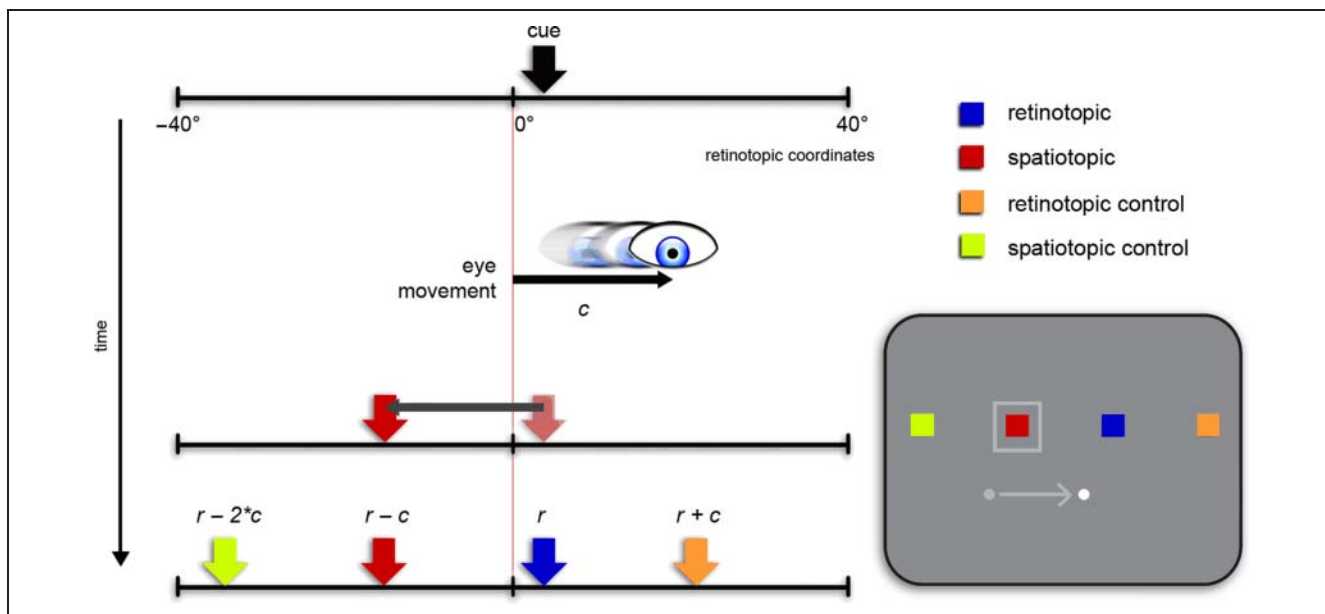 cue
−40°
0°
40°
retinotopic coordinates
retinotopic
spatiotopic
retinotopic control
spatiotopic control
eye
movement
c
time
r – 2*c
r – c
r
r + c